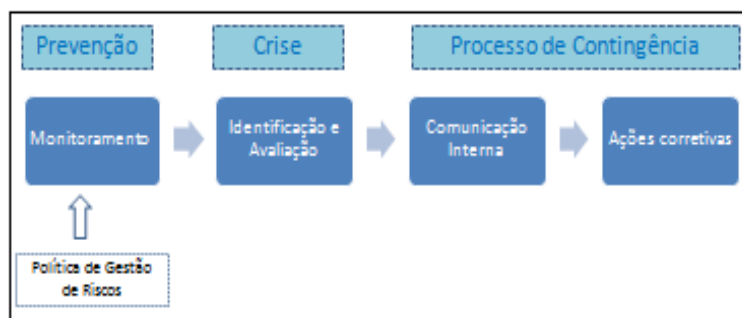 Prevenção
Crise
Processo de Contingência
Monitoramento
Identificação e
Avaliação
Comunicação
Interna
Ações corretivas
Política de Gestão
de Riscos